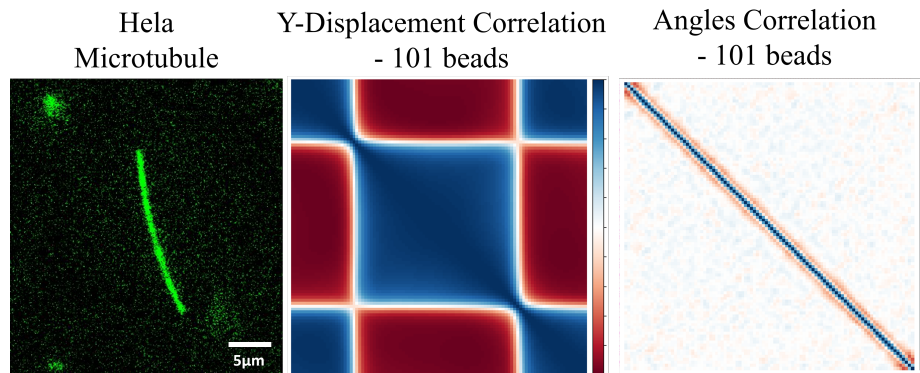 Hela
Microtubule
Y-Displacement Correlation
- 101 beads
Angles Correlation
- 101 beads
5μm